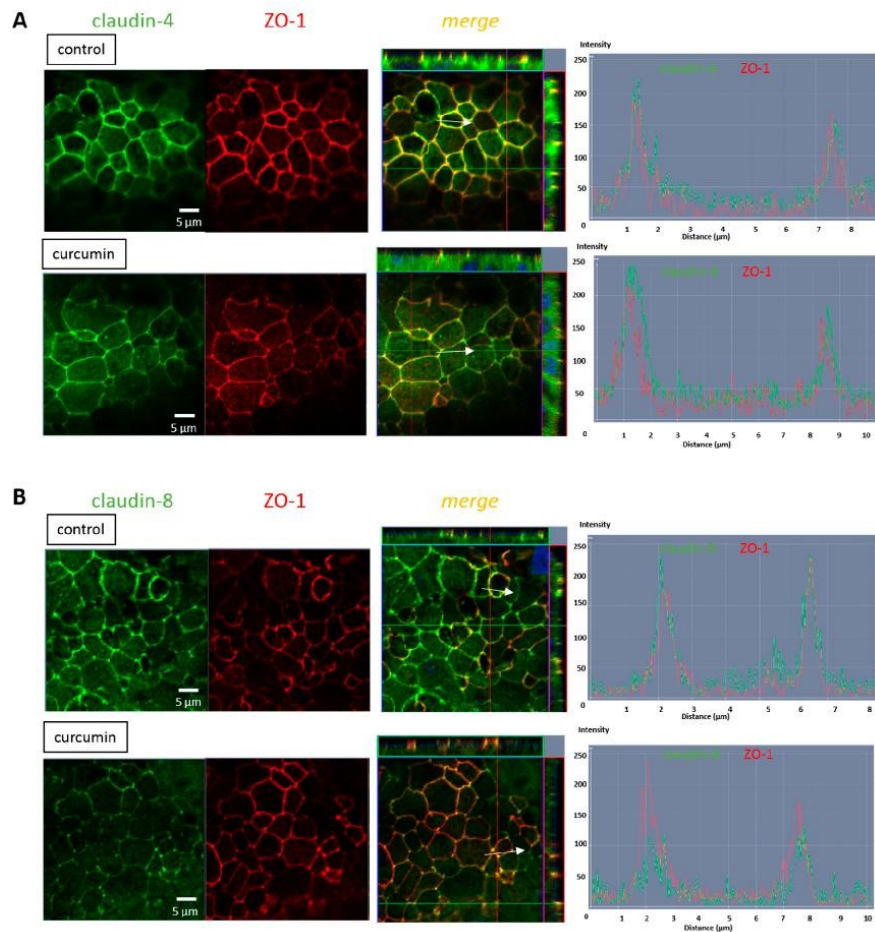 A
claudin-4 ZO-1 merge
control
5 µm
Intensity
250
200
150
100
50
0
claudin-4 ZO-1
1 2 3 4 5 6 7 8
Distance (µm)
curcumin
5 µm
Intensity
250
200
150
100
50
0
ZO-1
1 2 3 4 5 6 7 8 9 10
Distance (µm)
B
claudin-8 ZO-1 merge
control
5 µm
Intensity
250
200
150
100
50
0
claudin-8 ZO-1
1 2 3 4 5 6 7 8
Distance (µm)
curcumin
5 µm
Intensity
250
200
150
100
50
0
claudin-8 ZO-1
0 1 2 3 4 5 6 7 8 9 10
Distance (µm)